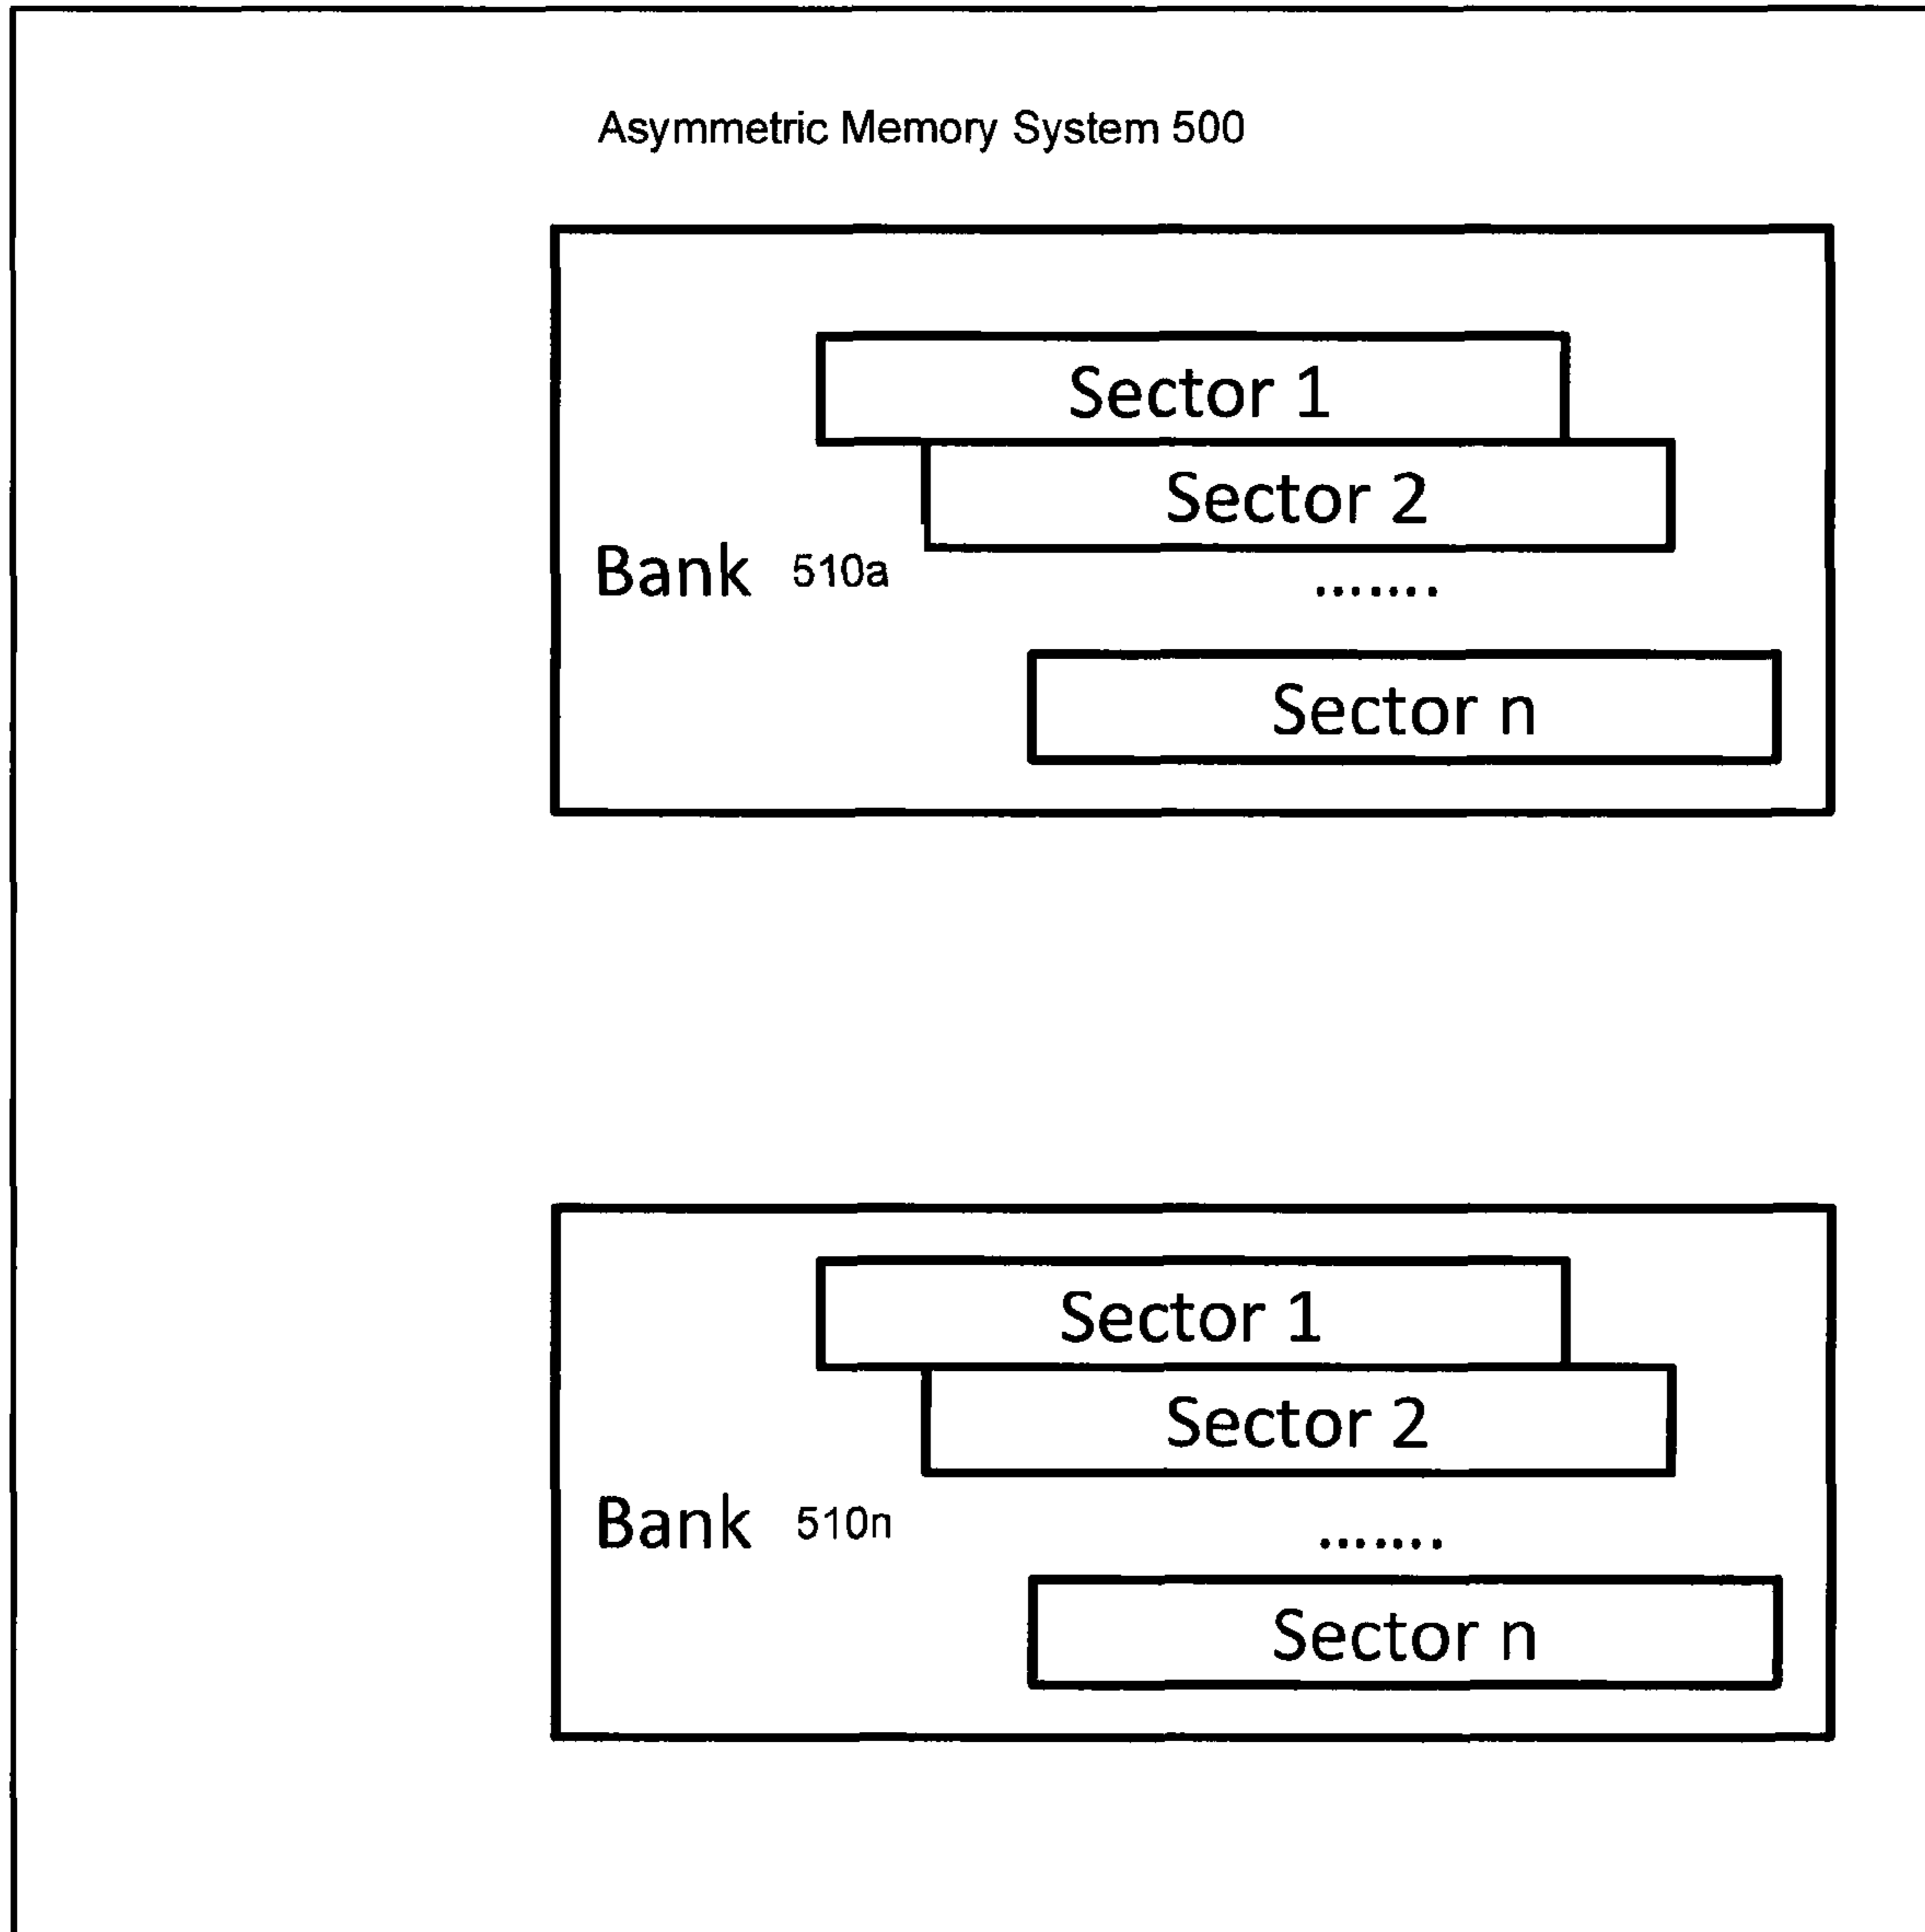 Asymmetric Memory System 500
Sector 1
Sector 2
Bank 510a
.......
Sector n
Sector 1
Sector 2
Bank 510n
.......
Sector n